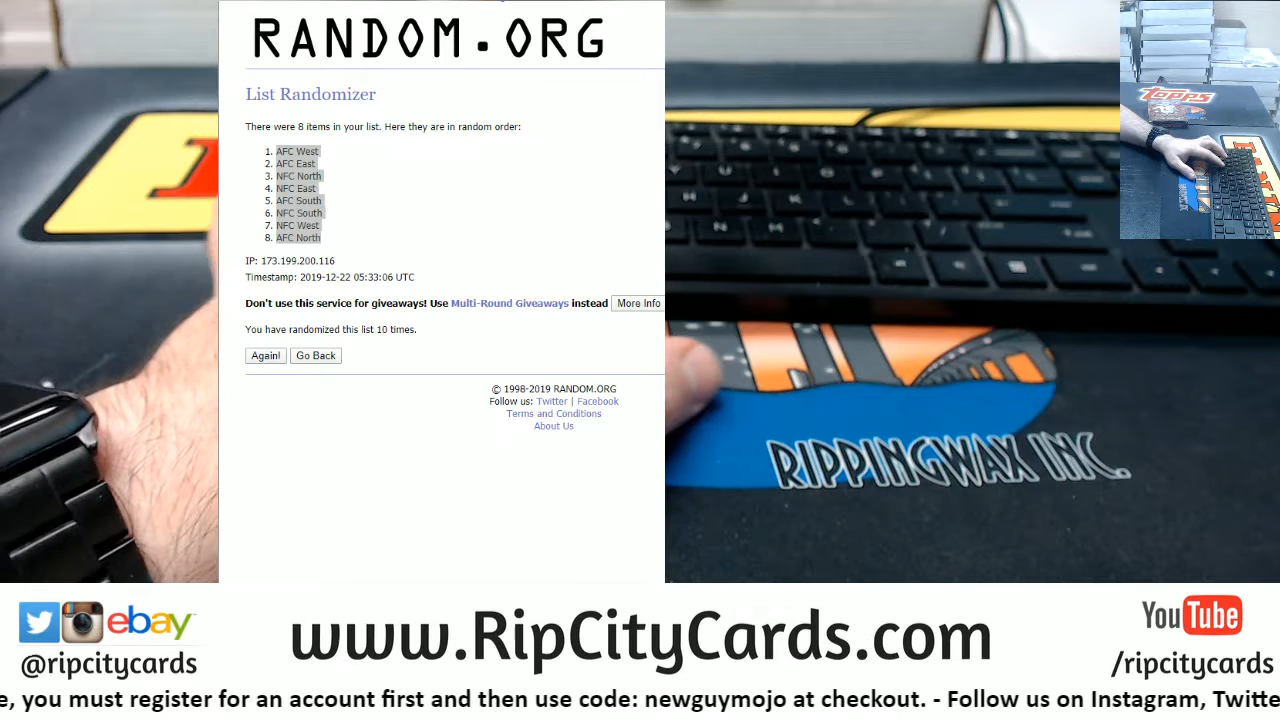 RANDOM.ORG
List Randomizer
There were 8 items in your list. Here they are in random order:
1. AFC West
2. AFC East
3. NFC North
4. NFC East
5. AFC South
6. NFC South
7. NFC West
8. AFC North
IP: 173.199.200.116
Timestamp: 2019-12-22 05:33:06 UTC
Don't use this service for giveaways! Use Multi-Round Giveaways instead More Info
You have randomized this list 10 times.
Again! Go Back
© 1998-2019 RANDOM.ORG
Follow us: Twitter | Facebook
Terms and Conditions
About Us
topps
RIPPINGWAX INC.
ebay™
@ripcitycards
www.RipCityCards.com
YouTube
/ripcitycards
e, you must register for an account first and then use code: newguymojo at checkout. - Follow us on Instagram, Twitte